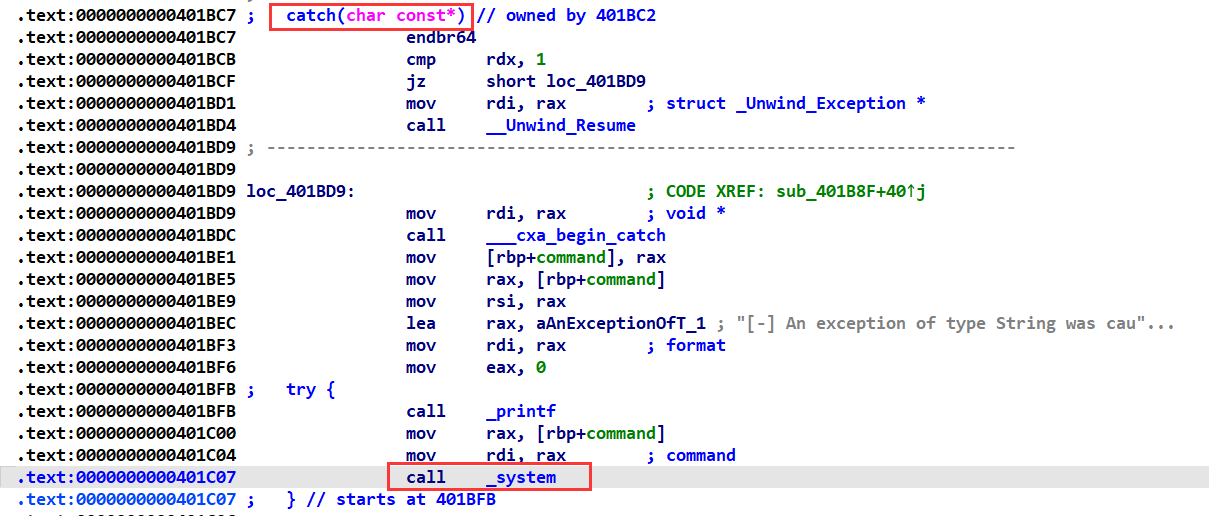 .text:0000000000401BC7 ;   catch(char const*) // owned by 401BC2
.text:0000000000401BC7                 endbr64
.text:0000000000401BCB                 cmp     rdx, 1
.text:0000000000401BCF                 jz      short loc_401BD9
.text:0000000000401BD1                 mov     rdi, rax        ; struct _Unwind_Exception *
.text:0000000000401BD4                 call    __Unwind_Resume
.text:0000000000401BD9 ; ---------------------------------------------------------------------------
.text:0000000000401BD9
.text:0000000000401BD9 loc_401BD9:                             ; CODE XREF: sub_401B8F+40↑j
.text:0000000000401BD9                 mov     rdi, rax        ; void *
.text:0000000000401BDC                 call    ___cxa_begin_catch
.text:0000000000401BE1                 mov     [rbp+command], rax
.text:0000000000401BE5                 mov     rax, [rbp+command]
.text:0000000000401BE9                 mov     rsi, rax
.text:0000000000401BEC                 lea     rax, aAnExceptionOfT_1 ; "[-] An exception of type String was cau"...
.text:0000000000401BF3                 mov     rdi, rax        ; format
.text:0000000000401BF6                 mov     eax, 0
.text:0000000000401BFB ;   try {
.text:0000000000401BFB                 call    _printf
.text:0000000000401C00                 mov     rax, [rbp+command]
.text:0000000000401C04                 mov     rdi, rax        ; command
.text:0000000000401C07                 call    _system
.text:0000000000401C07 ;   } // starts at 401BFB